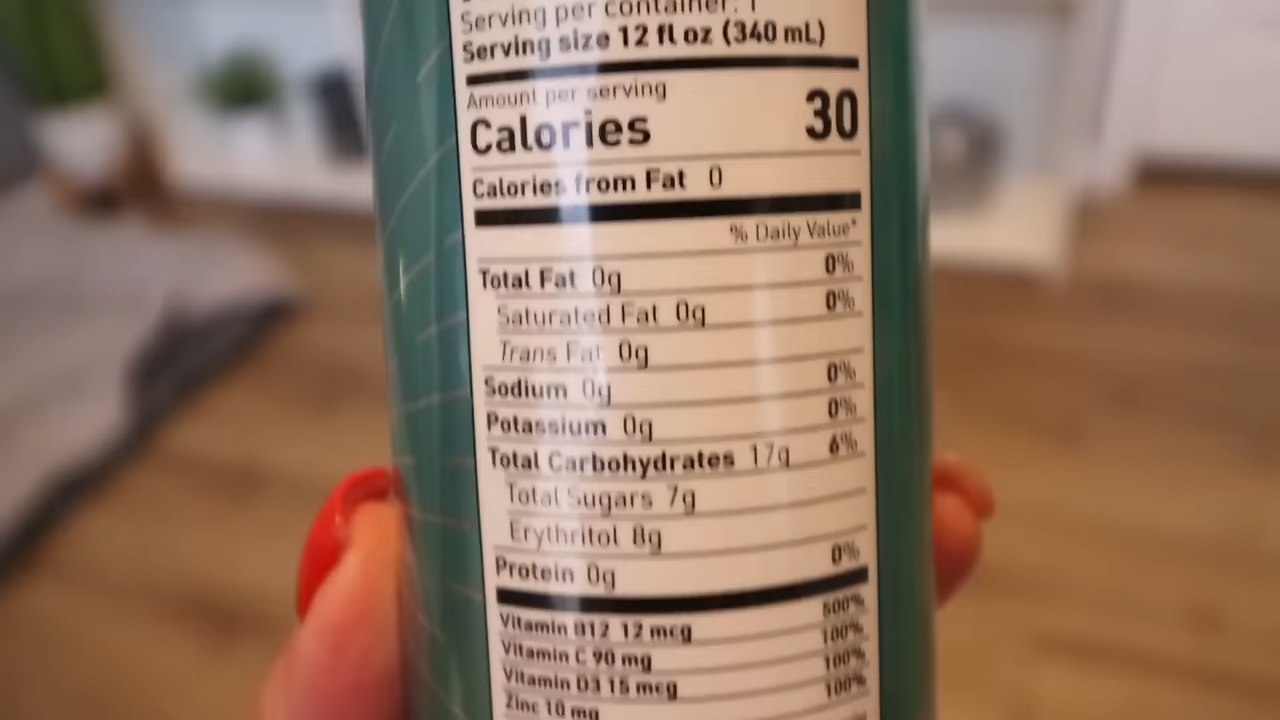 Serving per container: 1
Serving size 12 fl oz (340 mL)
Amount per serving
Calories 30
Calories from Fat 0
% Daily Value*
Total Fat 0g 0%
Saturated Fat 0g 0%
Trans Fat 0g
Sodium 0g 0%
Potassium 0g 0%
Total Carbohydrates 17g 6%
Total Sugars 7g
Erythritol 8g
Protein 0g 0%
Vitamin B12 12 mcg 500%
Vitamin C 90 mg 100%
Vitamin D3 15 mcg 100%
Zinc 10 mg 100%